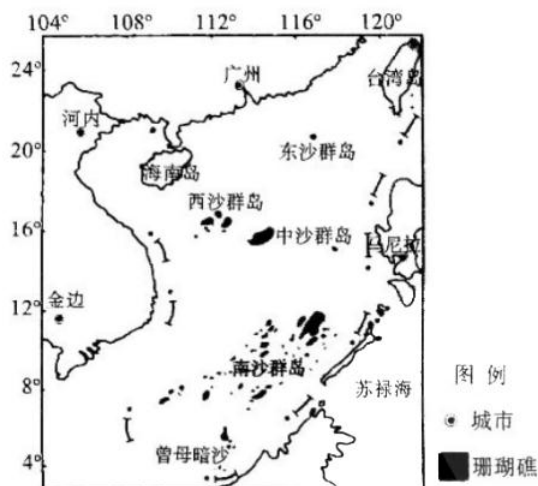 104° 108° 112° 116° 120°
24°
广州
台湾岛
河内
20°
东沙群岛
海南岛
西沙群岛
16°
中沙群岛
马尼拉
金边
12°
南沙群岛
苏禄海
8°
曾母暗沙
4°
图 例
城市
珊瑚礁